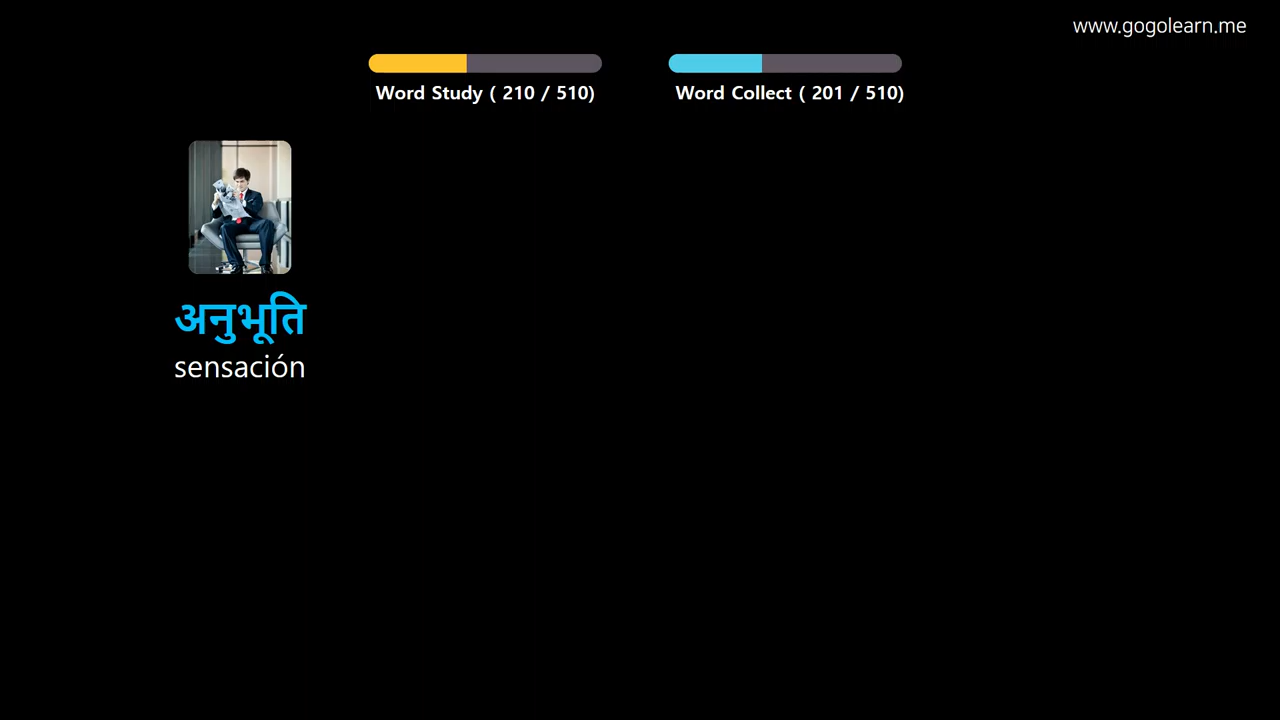 www.gogolearn.me
Word Study ( 210 / 510)
Word Collect ( 201 / 510)
अनुभूति
sensación